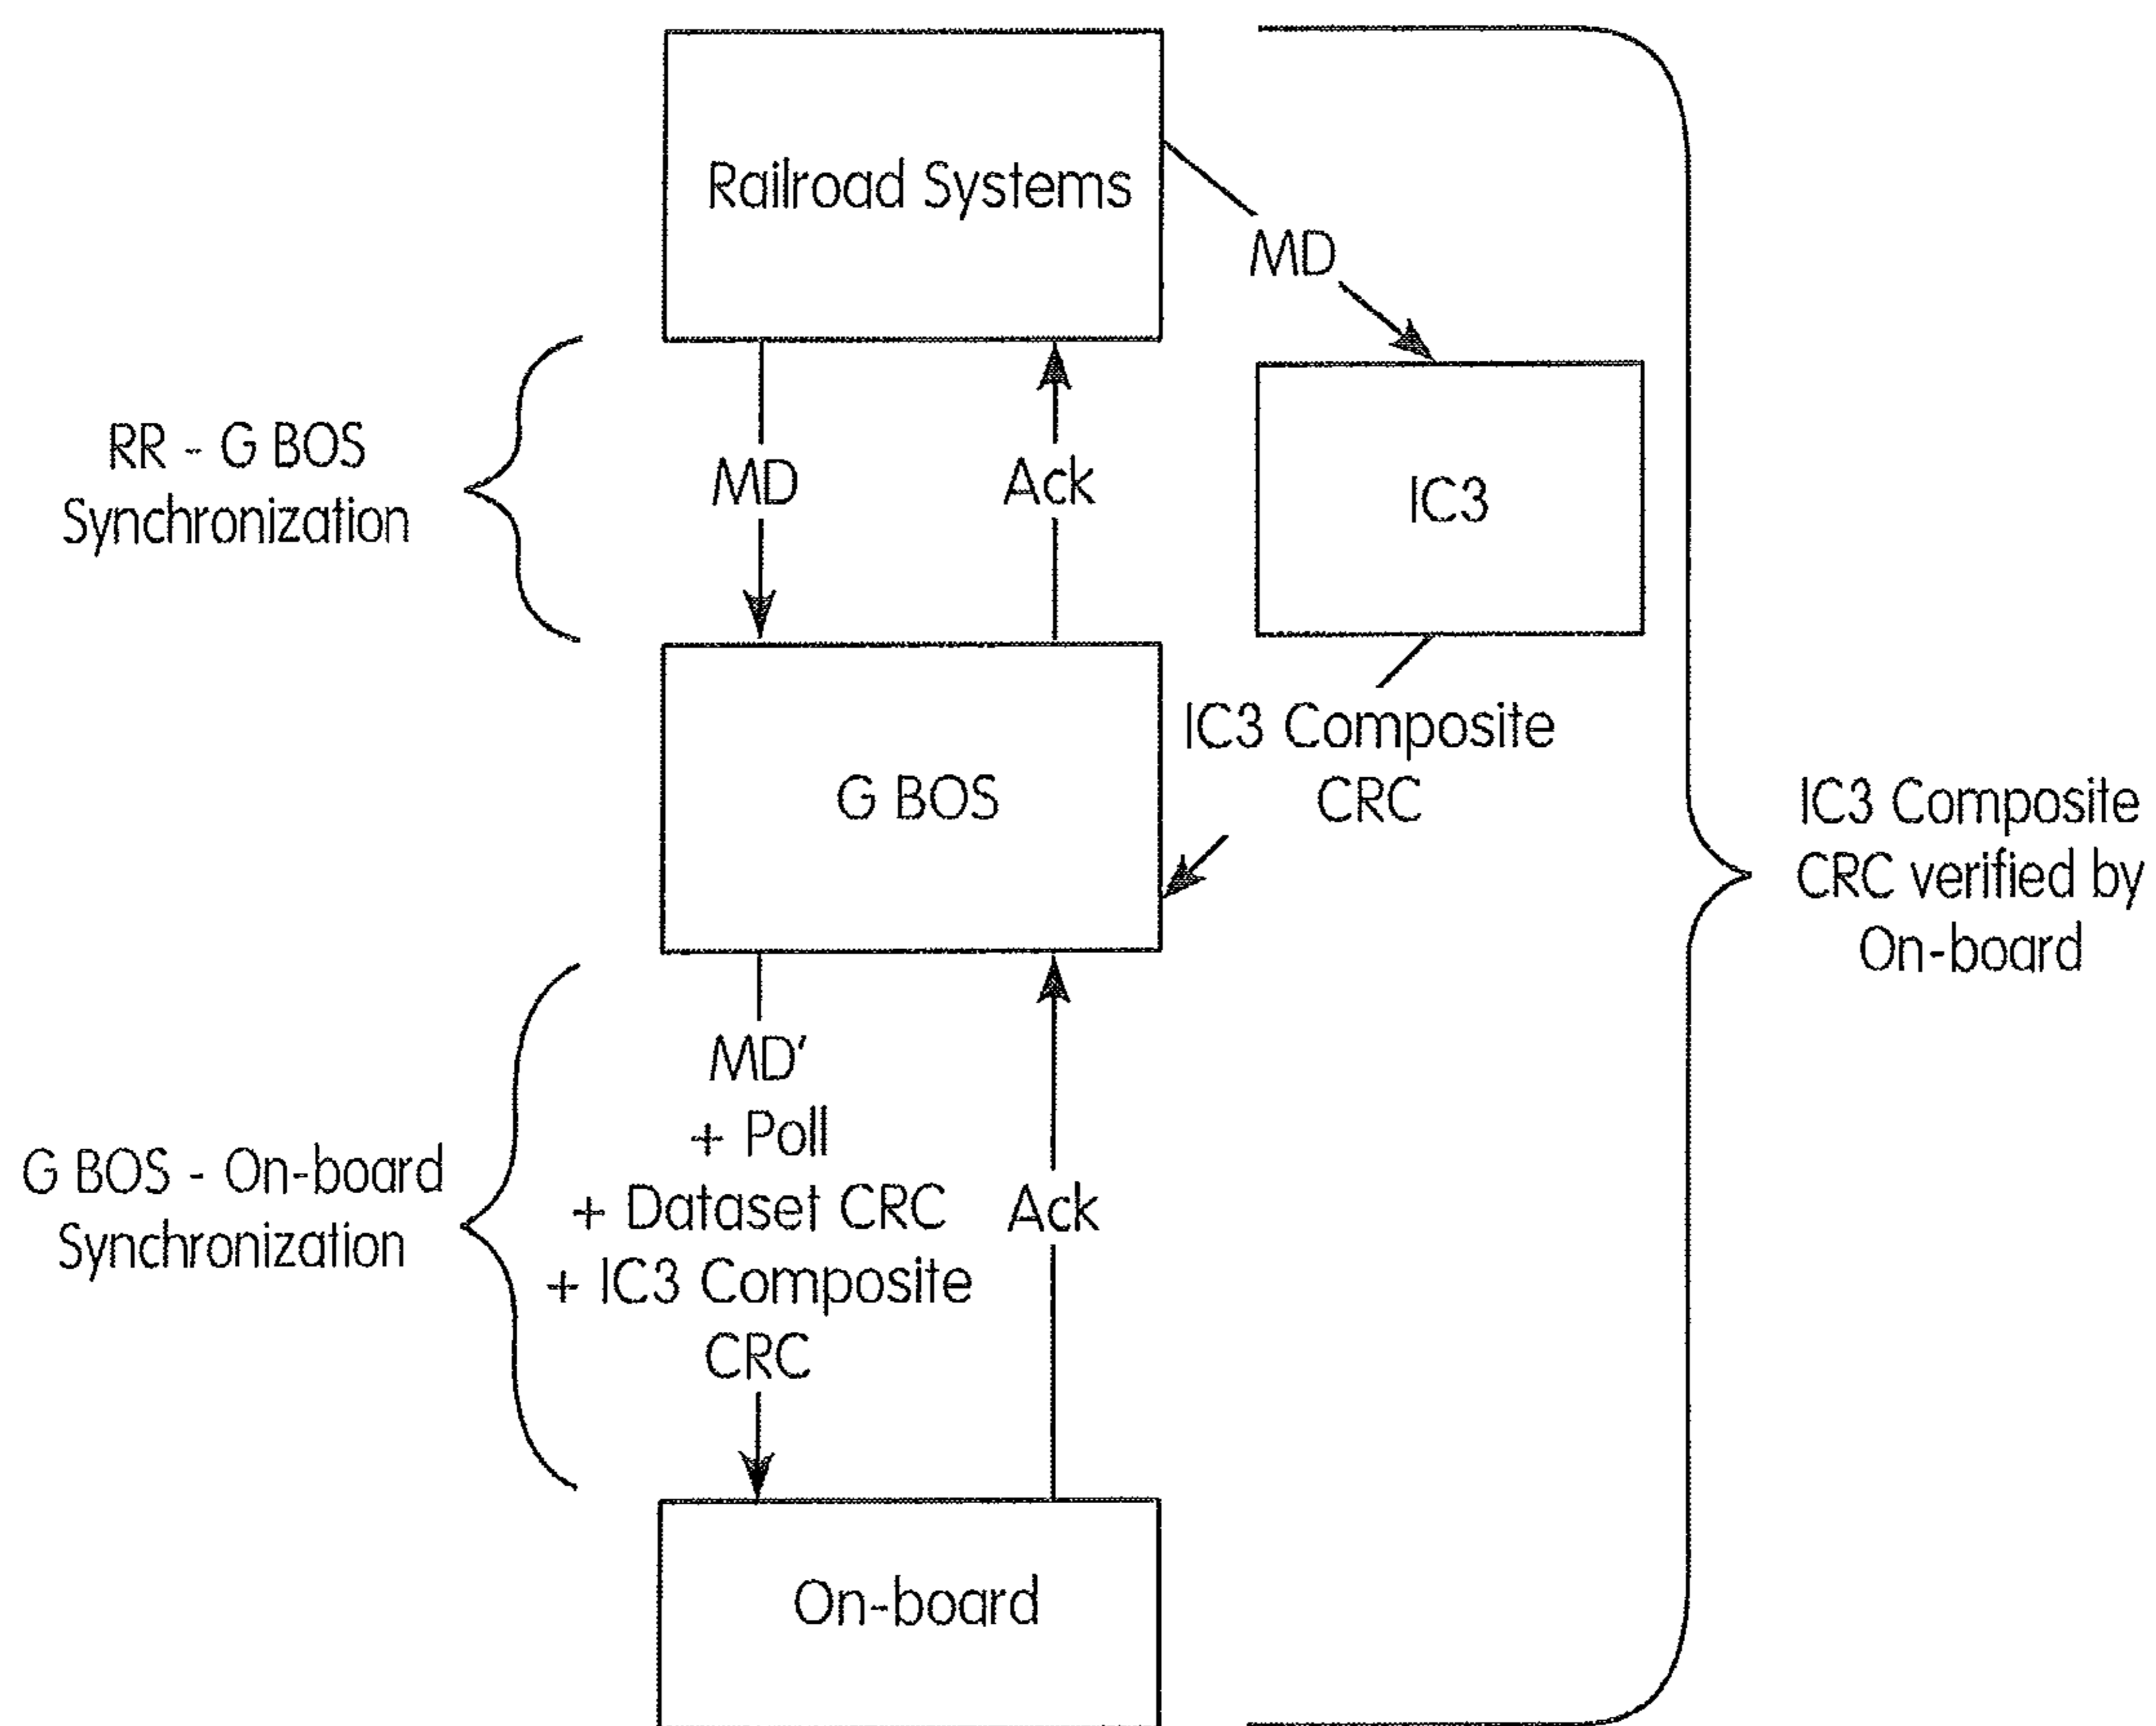 Railroad Systems
MD
RR - G BOS
Synchronization
MD
Ack
IC3
IC3 Composite
CRC
G BOS
IC3 Composite
CRC verified by
On-board
G BOS - On-board
Synchronization
MD'
+ Poll
+ Dataset CRC
+ IC3 Composite
CRC
Ack
On-board